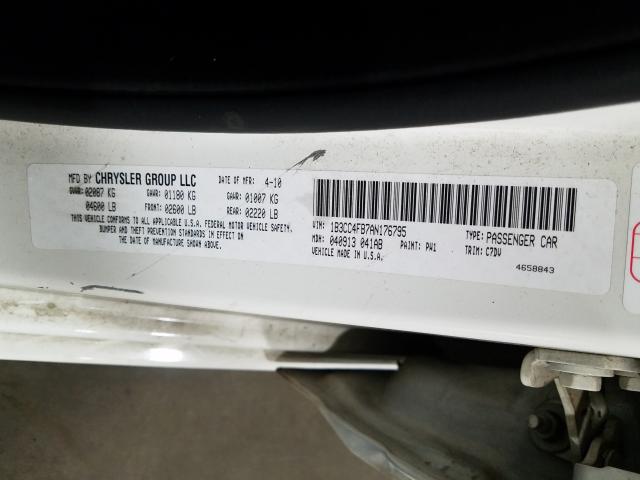 MFD BY CHRYSLER GROUP LLC DATE OF MFR: 4-10
GVWR: 02087 KG GAWR: 01180 KG GAWR: 01007 KG
04600 LB FRONT: 02600 LB REAR: 02220 LB
THIS VEHICLE CONFORMS TO ALL APPLICABLE U.S.A. FEDERAL MOTOR VEHICLE SAFETY,
BUMPER AND THEFT PREVENTION STANDARDS IN EFFECT ON
THE DATE OF MANUFACTURE SHOWN ABOVE.
VIN: 1B3CC4FB7AN176795 TYPE: PASSENGER CAR
MDH: 040913 041AB PAINT: PW1 TRIM: C7DV
VEHICLE MADE IN U.S.A.
4658843